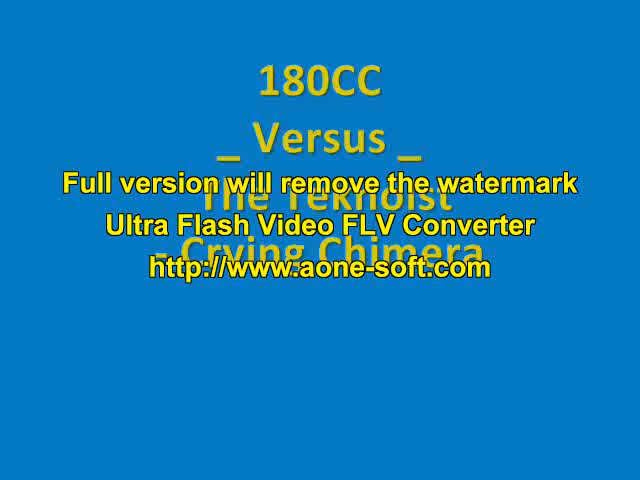 180CC
_ Versus _
Full version will remove the watermark
The Teknoist
Ultra Flash Video FLV Converter
- Crying Chimera
http://www.aone-soft.com